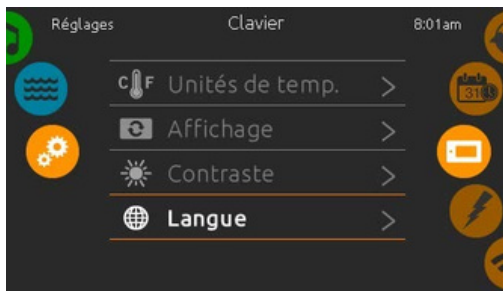 Réglages Clavier 8:01am
C F Unités de temp.
Affichage
Contraste
Langue